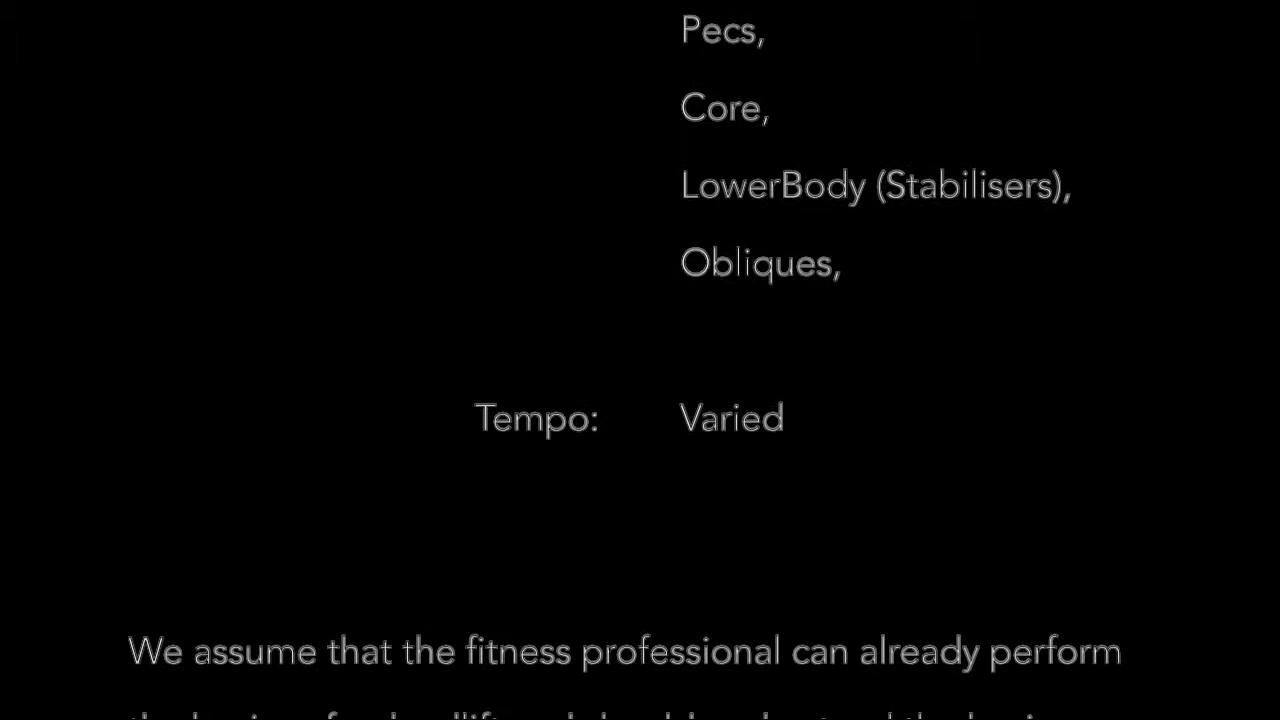 Pecs,
Core,
LowerBody (Stabilisers),
Obliques,
Tempo: Varied
We assume that the fitness professional can already perform